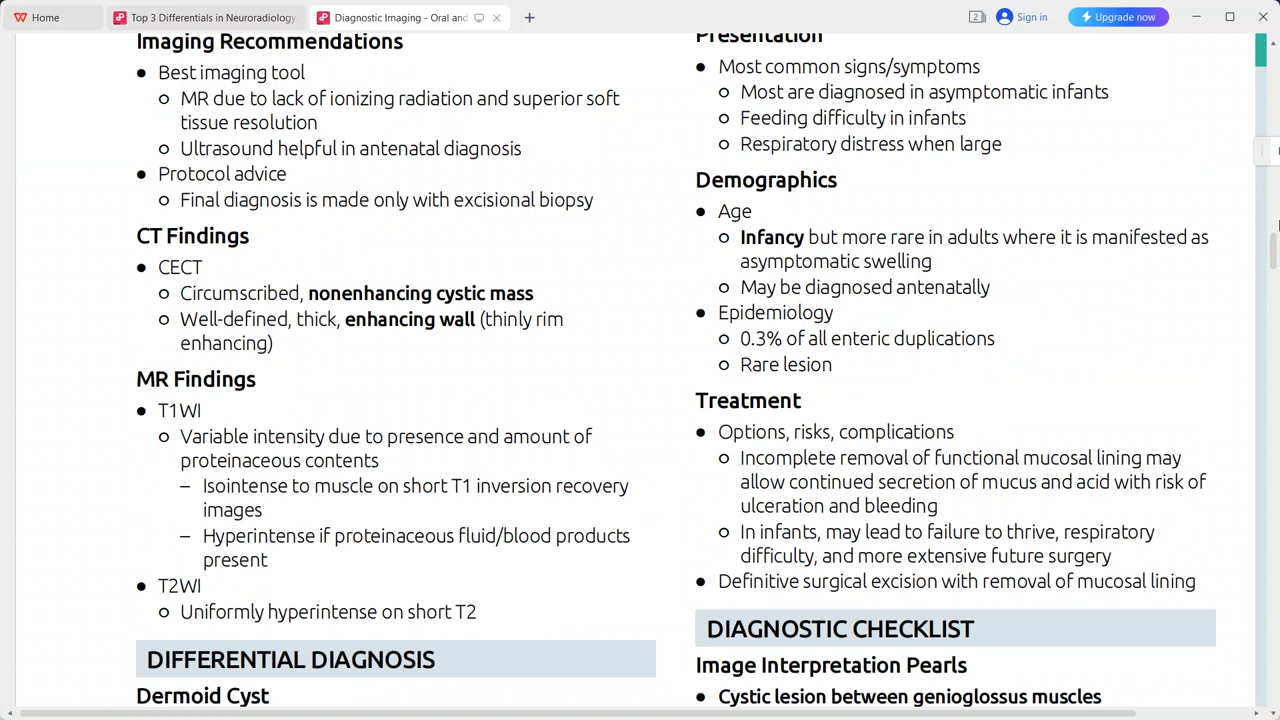 Home
Top 3 Differentials in Neuroradiology.
Diagnostic Imaging - Oral and
2
Sign in
Upgrade now
Imaging Recommendations
● Best imaging tool
○ MR due to lack of ionizing radiation and superior soft
tissue resolution
○ Ultrasound helpful in antenatal diagnosis
● Protocol advice
○ Final diagnosis is made only with excisional biopsy
CT Findings
● CECT
○ Circumscribed, nonenhancing cystic mass
○ Well-defined, thick, enhancing wall (thinly rim
enhancing)
MR Findings
● T1WI
○ Variable intensity due to presence and amount of
proteinaceous contents
– Isointense to muscle on short T1 inversion recovery
images
– Hyperintense if proteinaceous fluid/blood products
present
● T2WI
○ Uniformly hyperintense on short T2
DIFFERENTIAL DIAGNOSIS
Dermoid Cyst
Presentation
● Most common signs/symptoms
○ Most are diagnosed in asymptomatic infants
○ Feeding difficulty in infants
○ Respiratory distress when large
Demographics
● Age
○ Infancy but more rare in adults where it is manifested as
asymptomatic swelling
○ May be diagnosed antenatally
● Epidemiology
○ 0.3% of all enteric duplications
○ Rare lesion
Treatment
● Options, risks, complications
○ Incomplete removal of functional mucosal lining may
allow continued secretion of mucus and acid with risk of
ulceration and bleeding
○ In infants, may lead to failure to thrive, respiratory
difficulty, and more extensive future surgery
● Definitive surgical excision with removal of mucosal lining
DIAGNOSTIC CHECKLIST
Image Interpretation Pearls
● Cystic lesion between genioglossus muscles